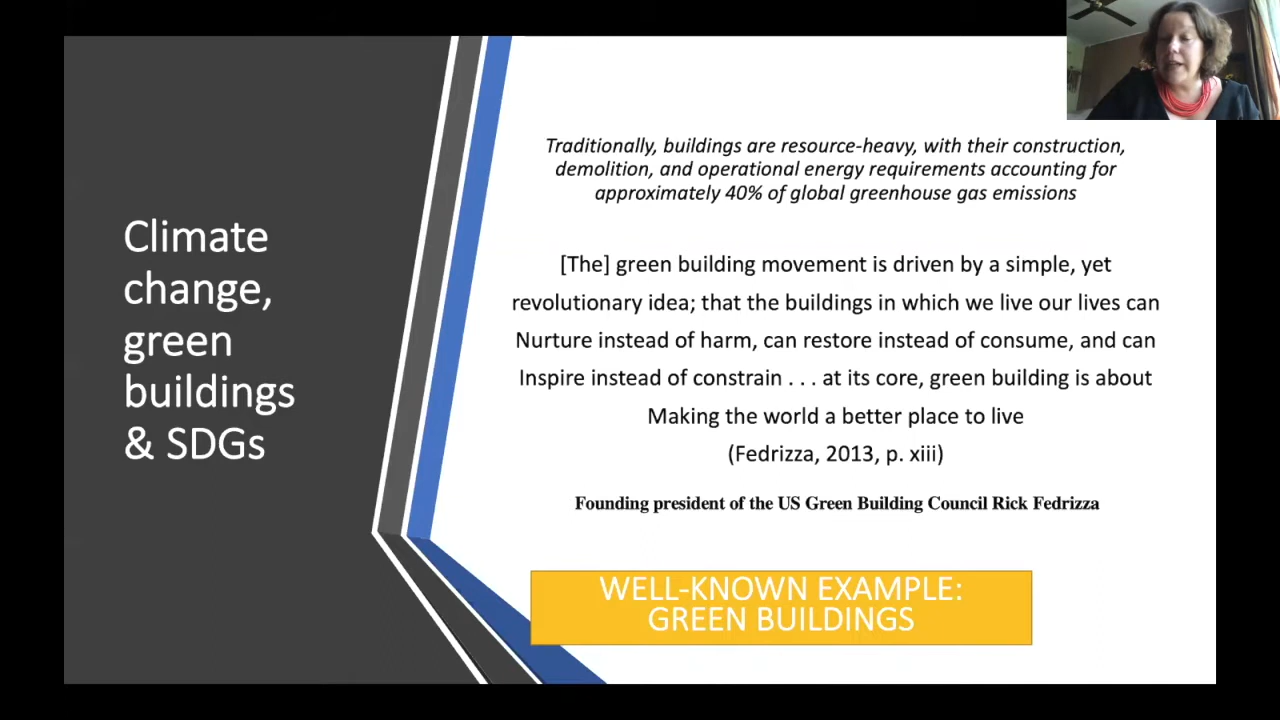 Climate
change,
green
buildings
& SDGs
Traditionally, buildings are resource-heavy, with their construction,
demolition, and operational energy requirements accounting for
approximately 40% of global greenhouse gas emissions
[The] green building movement is driven by a simple, yet
revolutionary idea; that the buildings in which we live our lives can
Nurture instead of harm, can restore instead of consume, and can
Inspire instead of constrain . . . at its core, green building is about
Making the world a better place to live
(Fedrizza, 2013, p. xiii)
Founding president of the US Green Building Council Rick Fedrizza
WELL-KNOWN EXAMPLE:
GREEN BUILDINGS